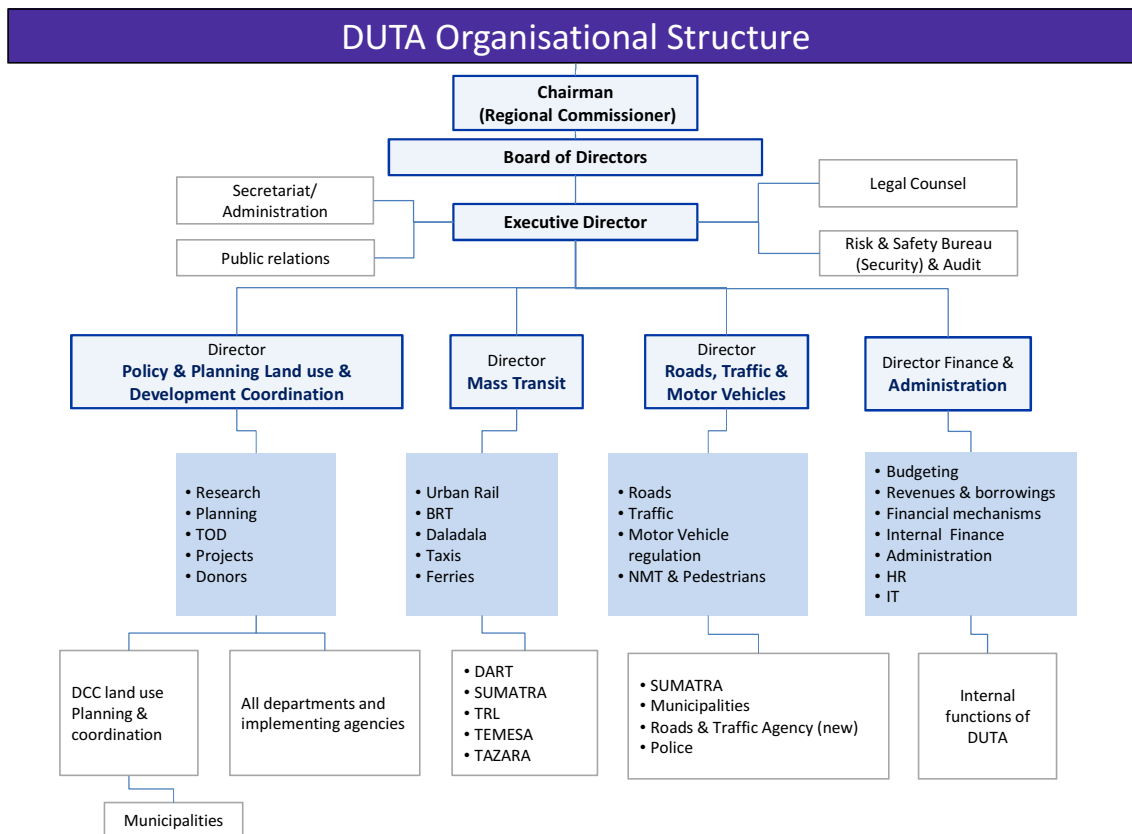 DUTA Organisational Structure
Chairman
(Regional Commissioner)
Board of Directors
Secretariat/
Administration
Legal Counsel
Executive Director
Public relations
Risk & Safety Bureau
(Security) & Audit
Director
Policy & Planning Land use &
Development Coordination
Director
Mass Transit
Director
Roads, Traffic &
Motor Vehicles
Director Finance &
Administration
• Research
• Planning
• TOD
• Projects
• Donors
• Urban Rail
• BRT
• Daladala
• Taxis
• Ferries
• Roads
• Traffic
• Motor Vehicle
regulation
• NMT & Pedestrians
• Budgeting
• Revenues & borrowings
• Financial mechanisms
• Internal Finance
• Administration
• HR
• IT
DCC land use
Planning &
coordination
All departments and
implementing agencies
• DART
• SUMATRA
• TRL
• TEMESA
• TAZARA
• SUMATRA
• Municipalities
• Roads & Traffic Agency (new)
• Police
Internal
functions of
DUTA
Municipalities